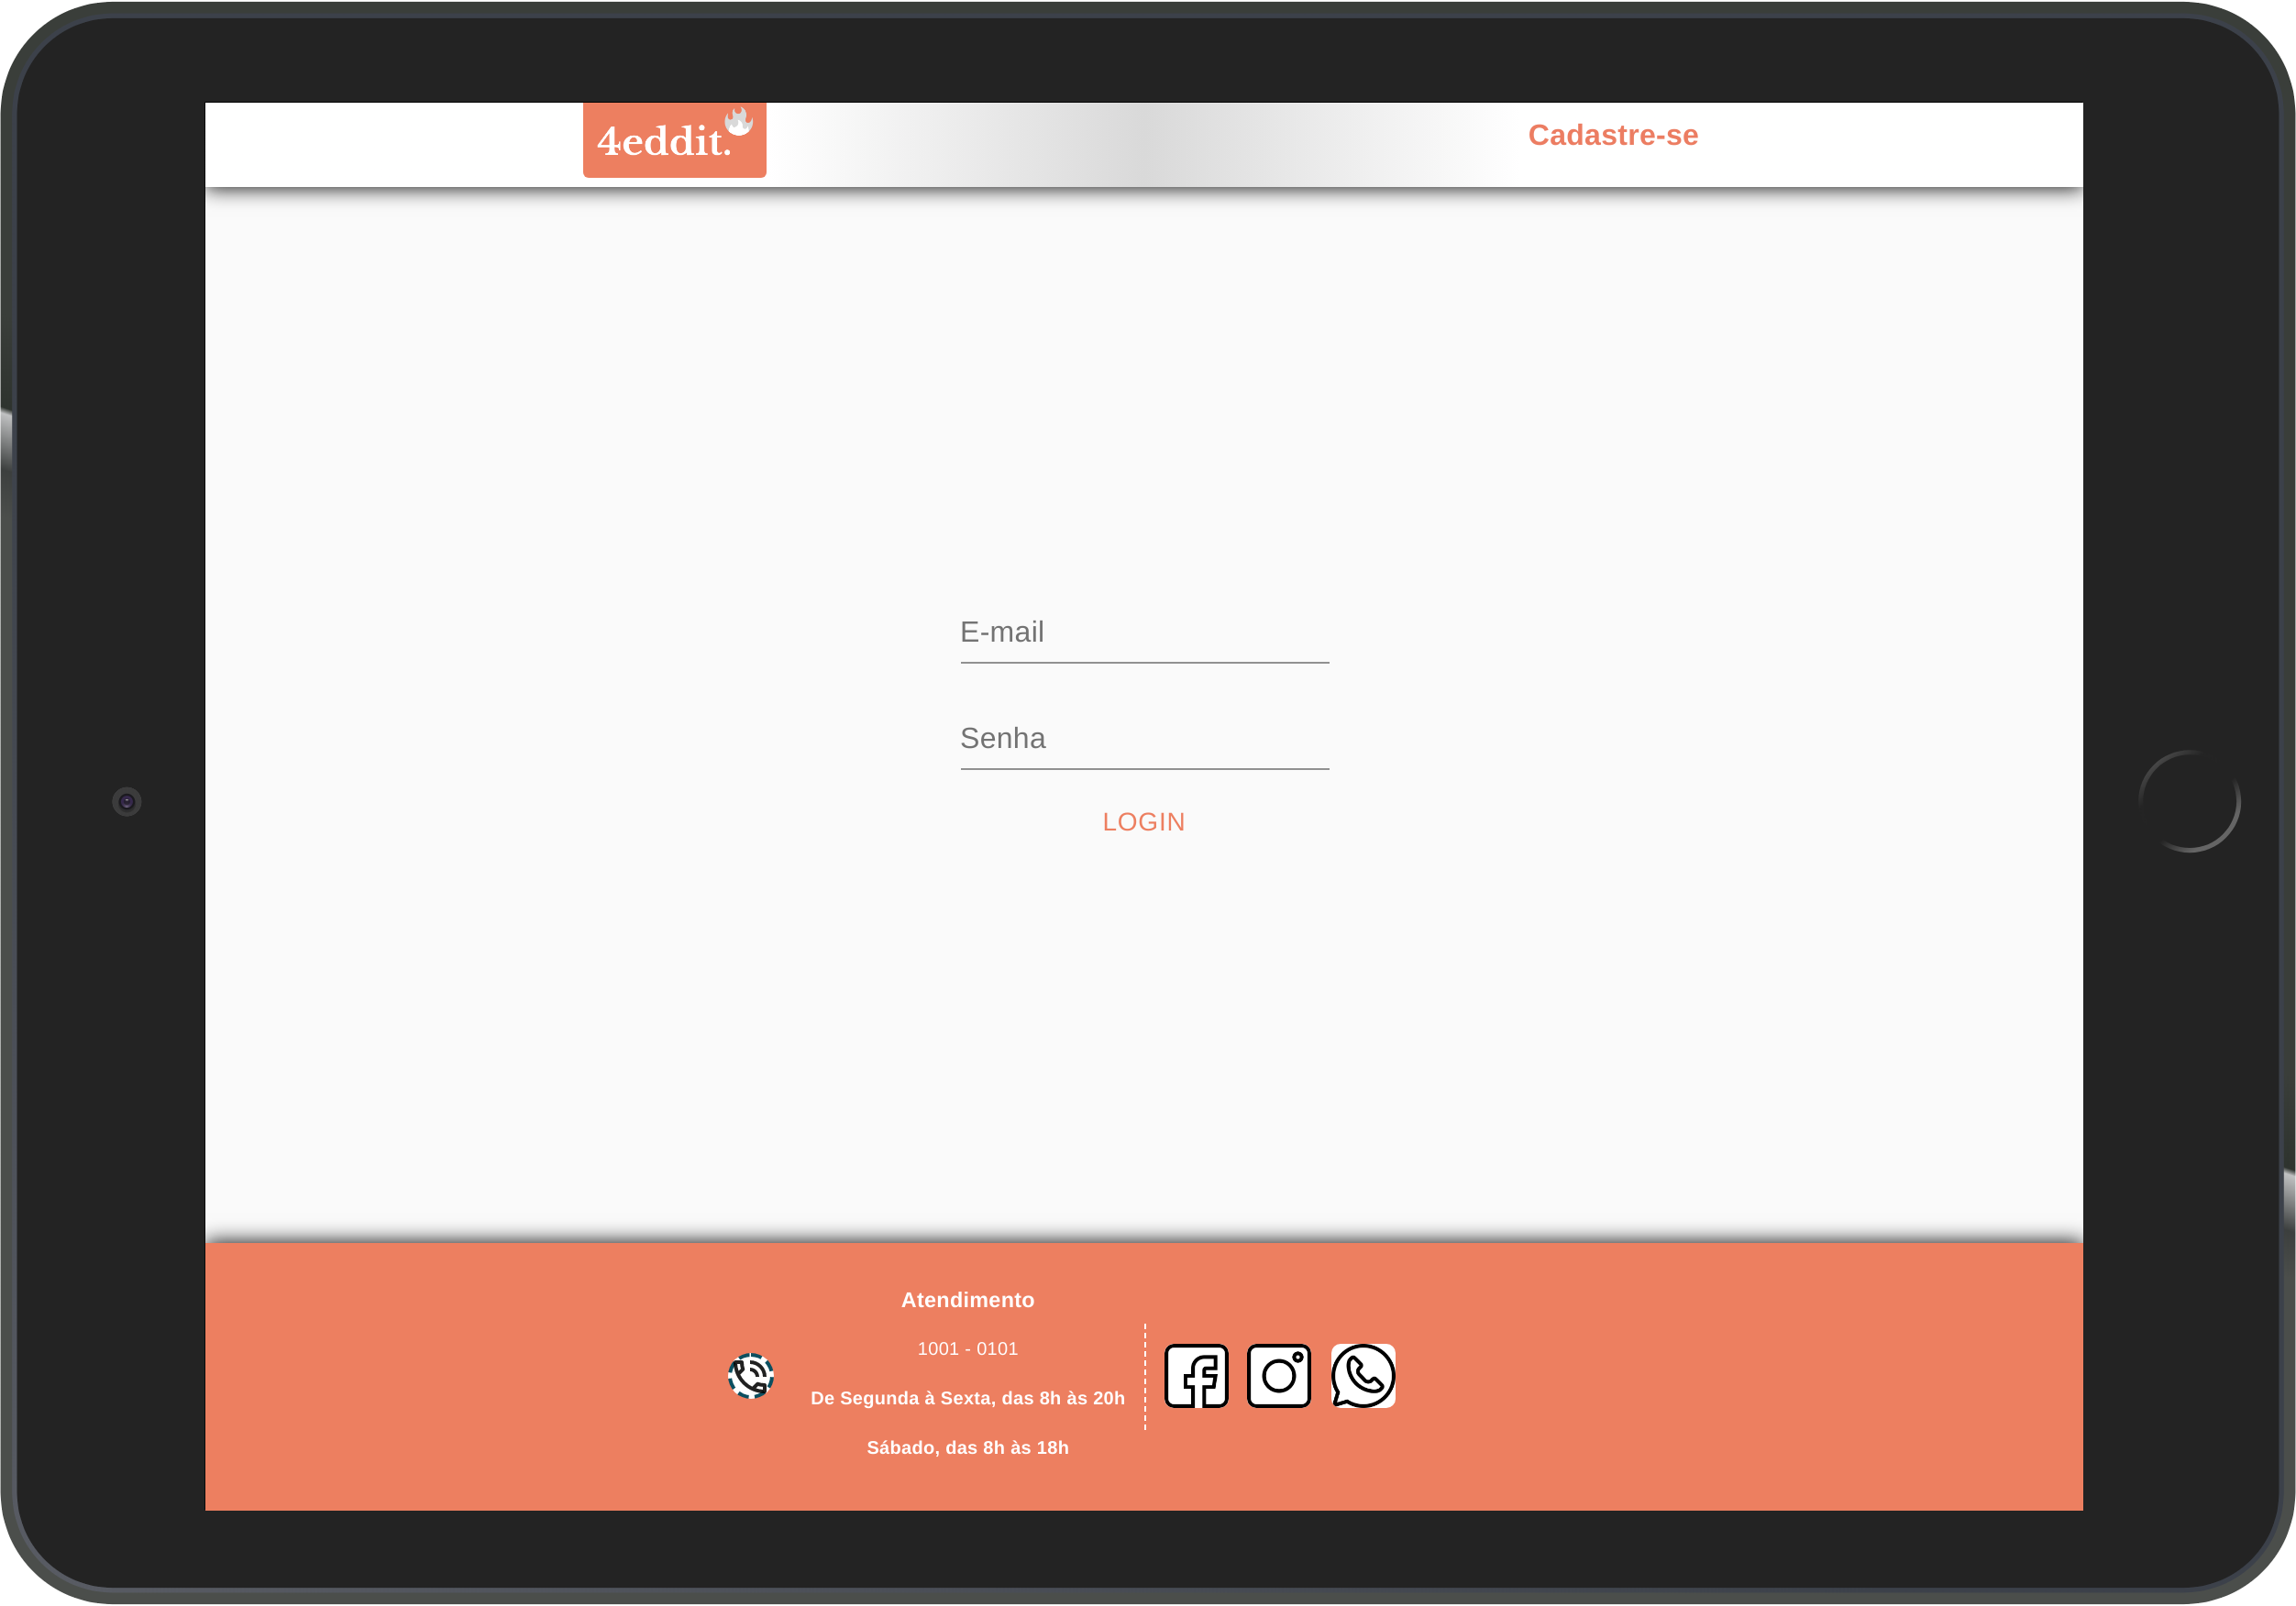 4eddit.
Cadastre-se
E-mail
Senha
LOGIN
Atendimento
1001 - 0101
De Segunda à Sexta, das 8h às 20h
Sábado, das 8h às 18h